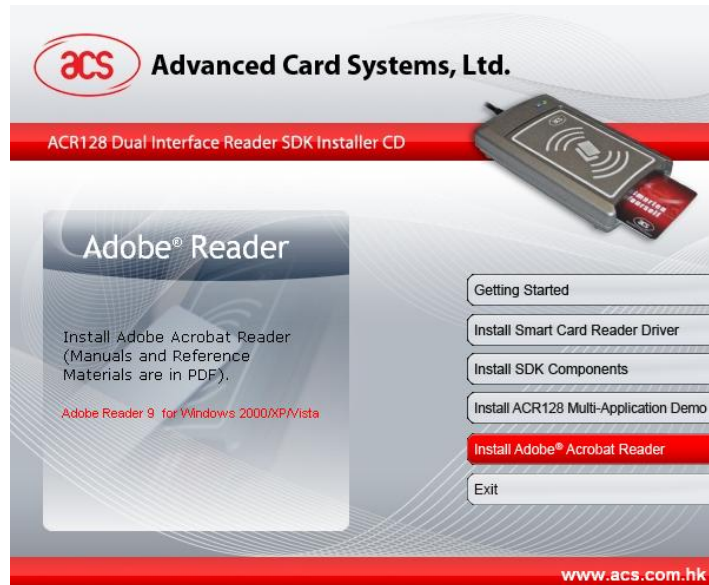 acs
Advanced Card Systems, Ltd.
ACR128 Dual Interface Reader SDK Installer CD
Adobe® Reader
Install Adobe Acrobat Reader
(Manuals and Reference
Materials are in PDF).
Adobe Reader 9 for Windows 2000/XP/Vista
Getting Started
Install Smart Card Reader Driver
Install SDK Components
Install ACR128 Multi-Application Demo
Install Adobe® Acrobat Reader
Exit
www.acs.com.hk